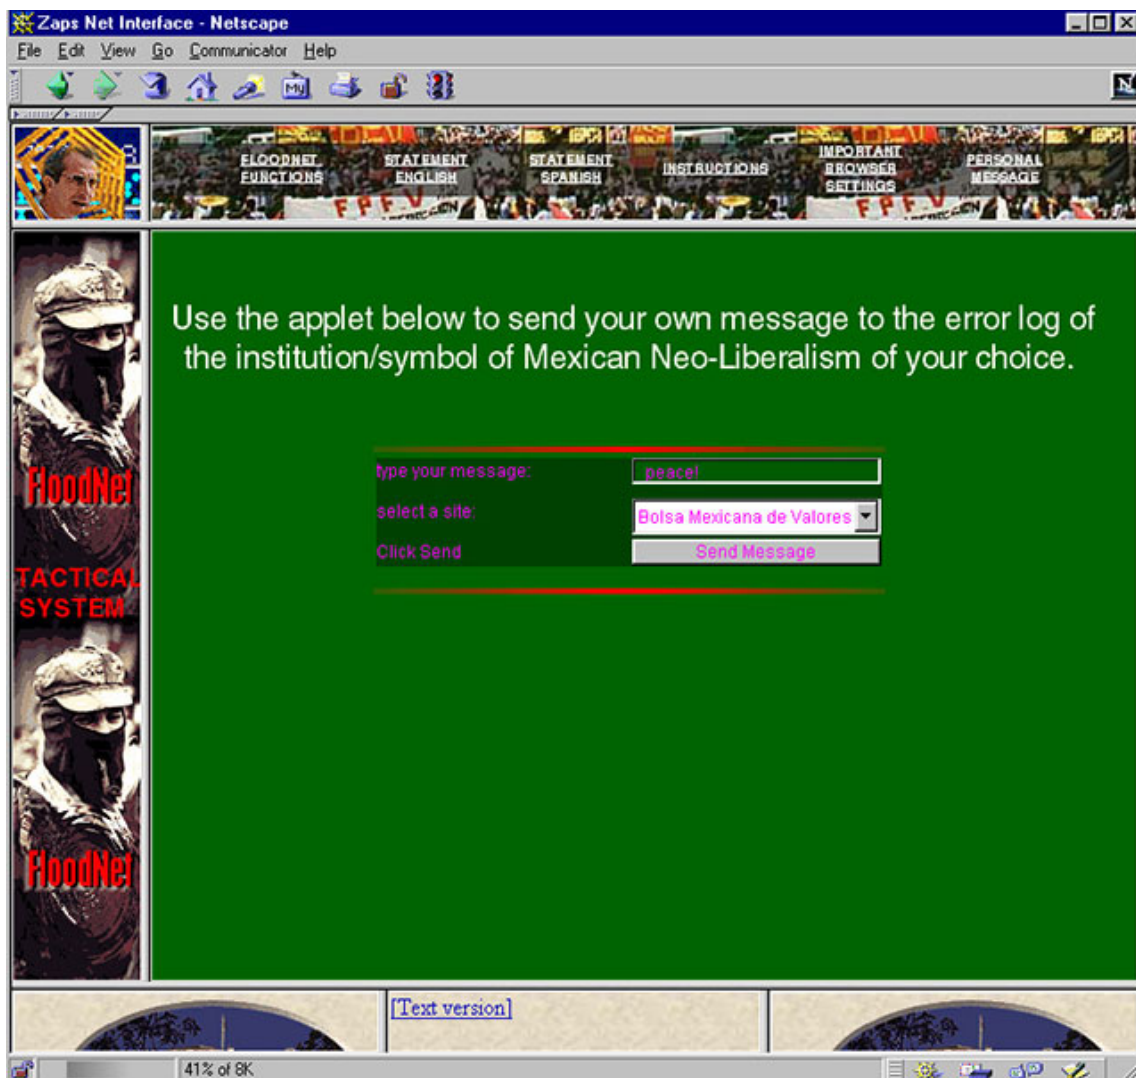 Zaps Net Interface - Netscape
File Edit View Go Communicator Help
My
N
FLOODNET FUNCTIONS
STATEMENT ENGLISH
STATEMENT SPANISH
INSTRUCTIONS
IMPORTANT BROWSER SETTINGS
PERSONAL MESSAGE
F P F V
F P F V
Use the applet below to send your own message to the error log of
the institution/symbol of Mexican Neo-Liberalism of your choice.
type your message: peace!
select a site: Bolsa Mexicana de Valores
Click Send Send Message
FloodNet
TACTICAL
SYSTEM
FloodNet
[Text version]
41% of 8K